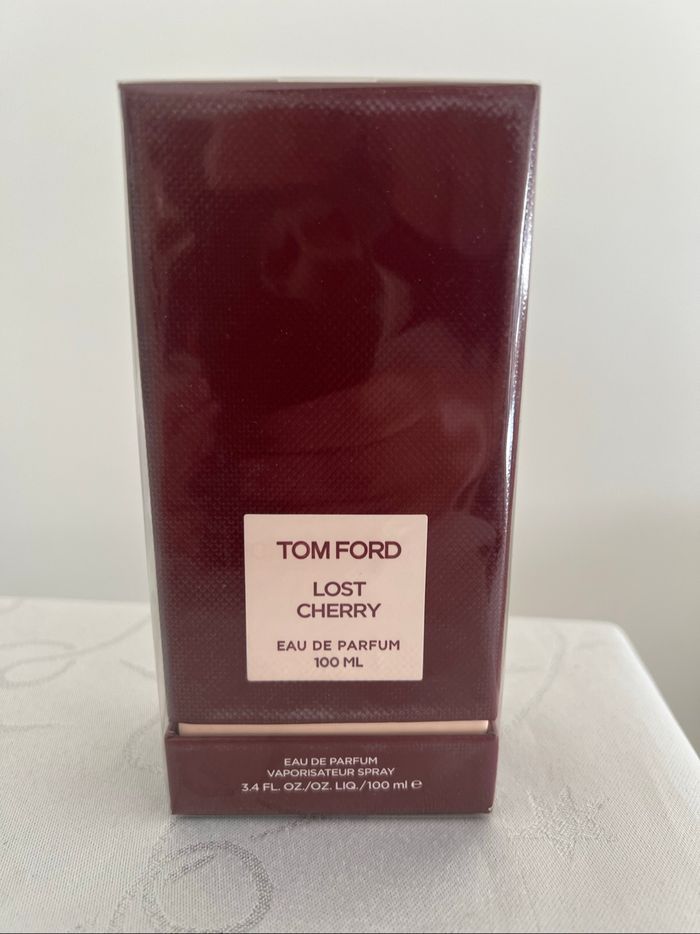 TOM FORD
LOST
CHERRY
EAU DE PARFUM
100 ML
EAU DE PARFUM
VAPORISATEUR SPRAY
3.4 FL. OZ./OZ. LIQ./100 ml ℮